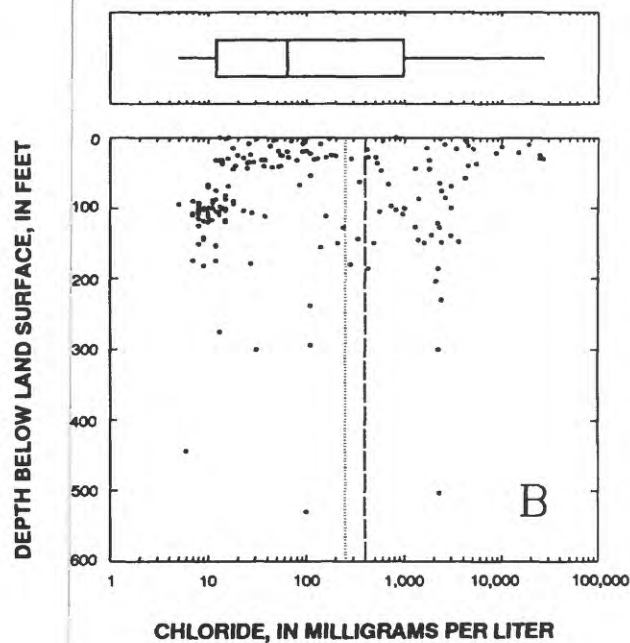 DEPTH BELOW LAND SURFACE, IN FEET
0
100
200
300
400
500
600
B
1 10 100 1,000 10,000 100,000
CHLORIDE, IN MILLIGRAMS PER LITER